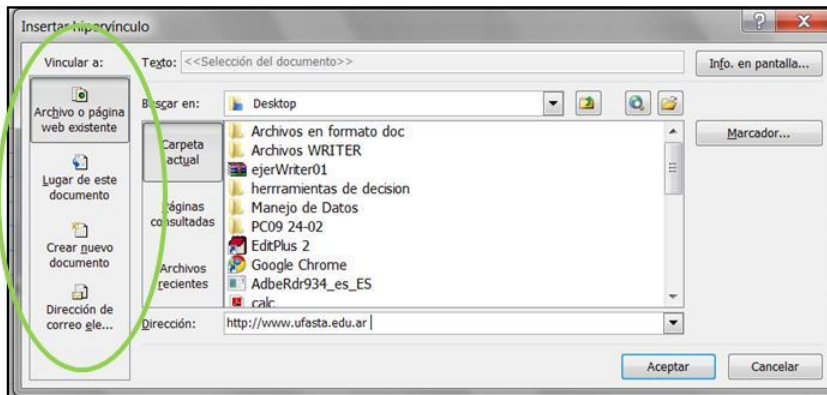 Insertar hipervínculo
Vincular a:
Texto: <<Selección del documento>>
Info. en pantalla...
Archivo o página
web existente
Lugar de este
documento
Crear nuevo
documento
Dirección de
correo ele...
Buscar en: Desktop
Carpeta
actual
Páginas
consultadas
Archivos
recientes
Archivos en formato doc
Archivos WRITER
ejerWriter01
herrramientas de decision
Manejo de Datos
PC09 24-02
EditPlus 2
Google Chrome
AdbeRdr934_es_ES
calc
Marcador...
Dirección: http://www.ufasta.edu.ar
Aceptar
Cancelar